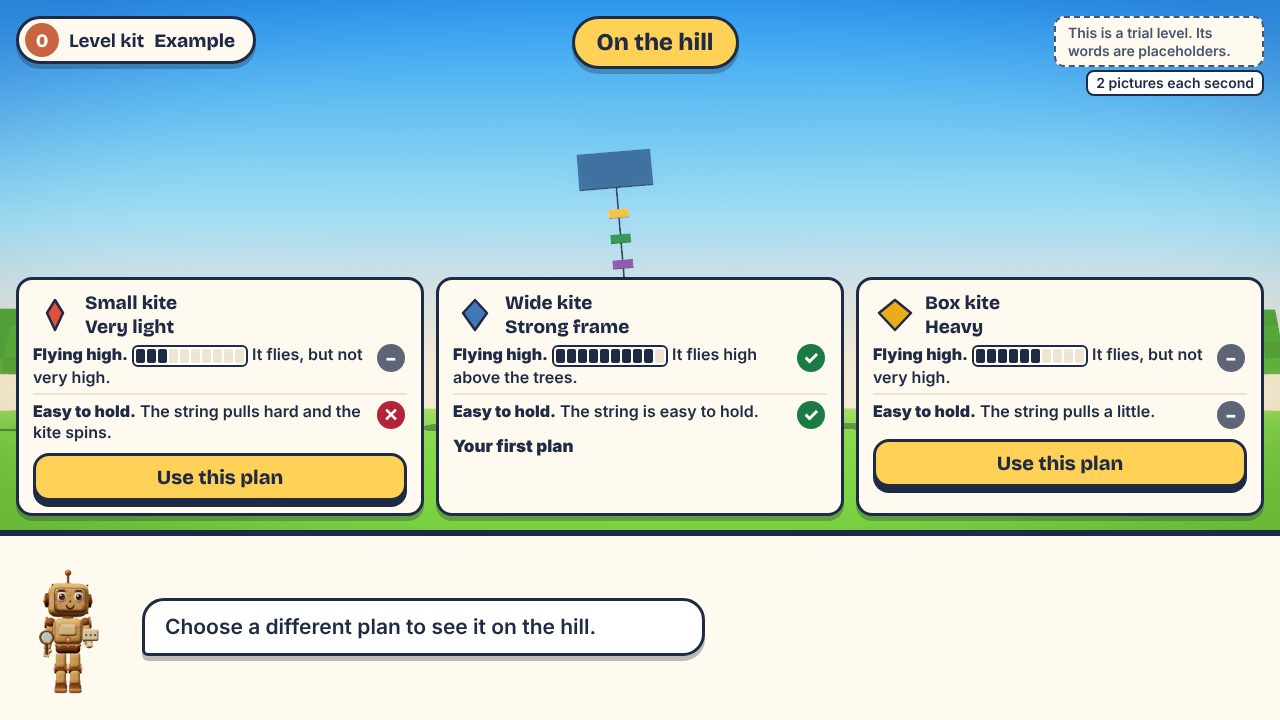 0 Level kit Example
On the hill
This is a trial level. Its
words are placeholders.
2 pictures each second
Small kite
Very light
Flying high. It flies, but not
very high.
Easy to hold. The string pulls hard and the
kite spins.
Use this plan
Wide kite
Strong frame
Flying high. It flies high
above the trees.
Easy to hold. The string is easy to hold.
Your first plan
Box kite
Heavy
Flying high. It flies, but not
very high.
Easy to hold. The string pulls a little.
Use this plan
Choose a different plan to see it on the hill.